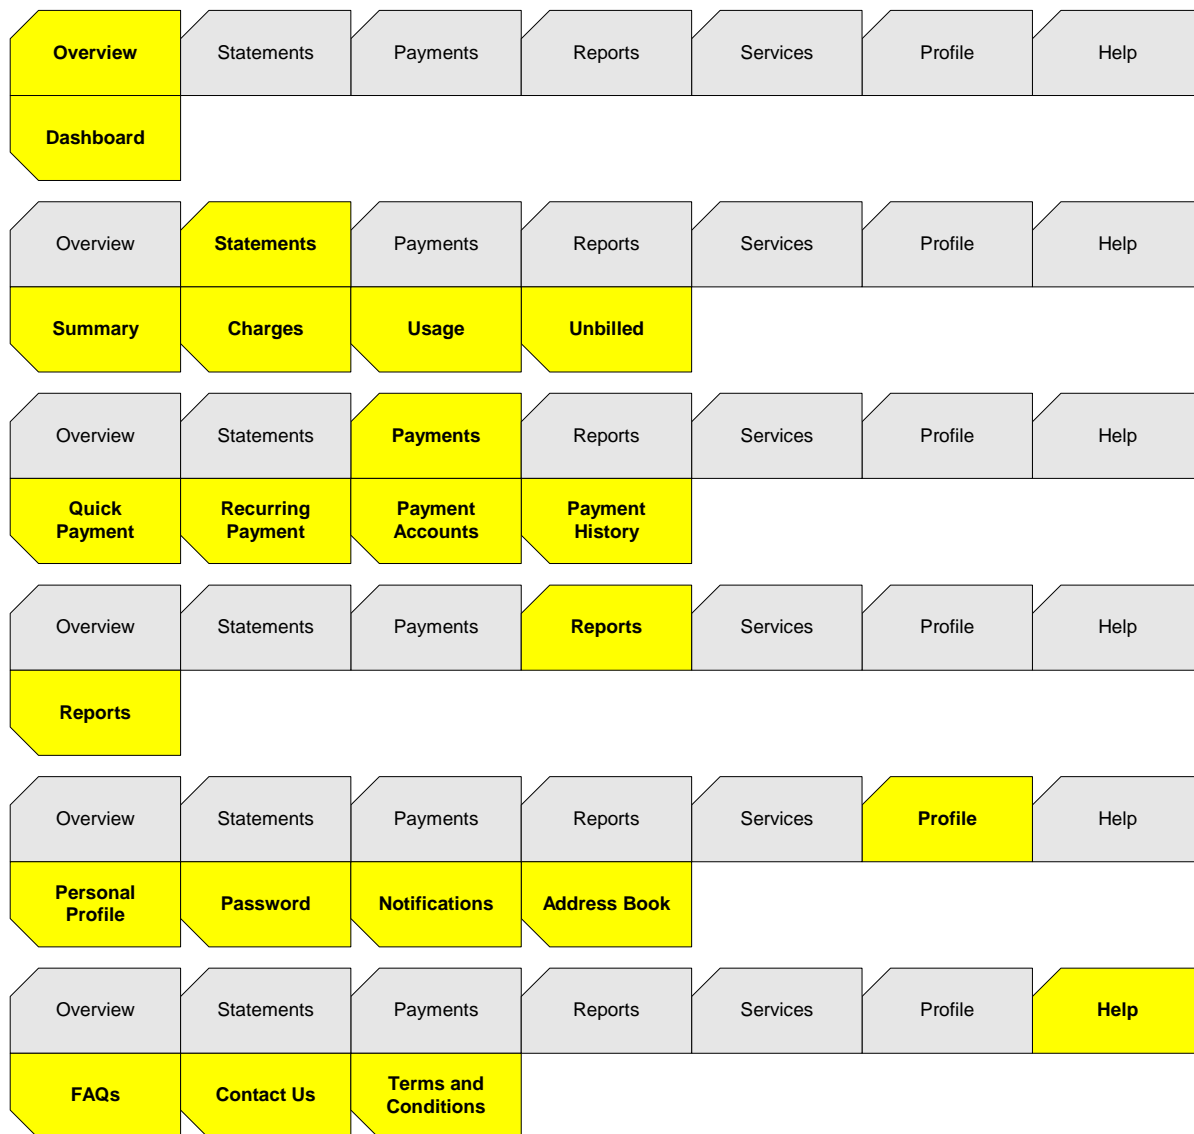 Overview Statements Payments Reports Services Profile Help
Dashboard
Overview Statements Payments Reports Services Profile Help
Summary Charges Usage Unbilled
Overview Statements Payments Reports Services Profile Help
Quick Recurring Payment Payment
Payment Payment Accounts History
Overview Statements Payments Reports Services Profile Help
Reports
Overview Statements Payments Reports Services Profile Help
Personal
Profile Password Notifications Address Book
Overview Statements Payments Reports Services Profile Help
FAQs Contact Us Terms and
Conditions